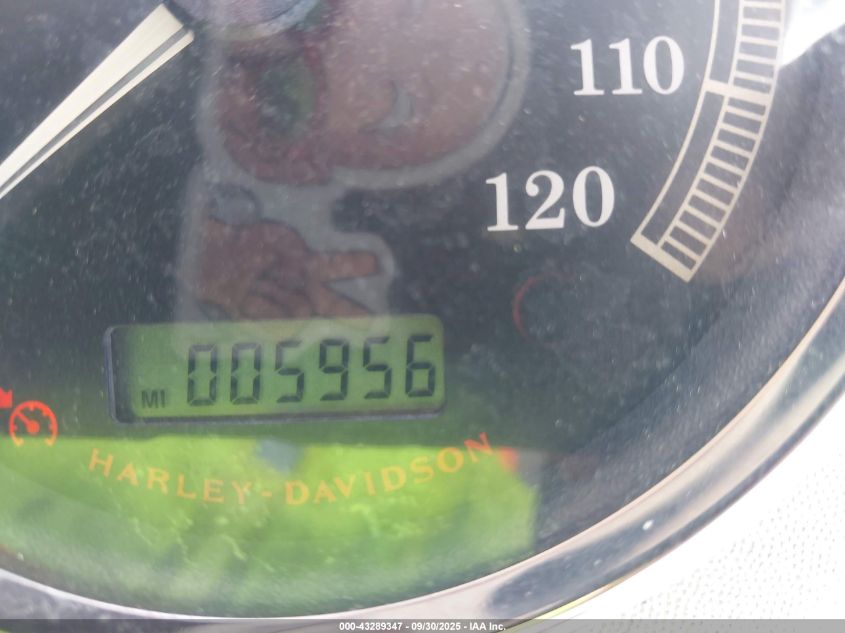 110
120
MI 005956
HARLEY-DAVIDSON
000-43289347 - 09/30/2025 - IAA Inc.